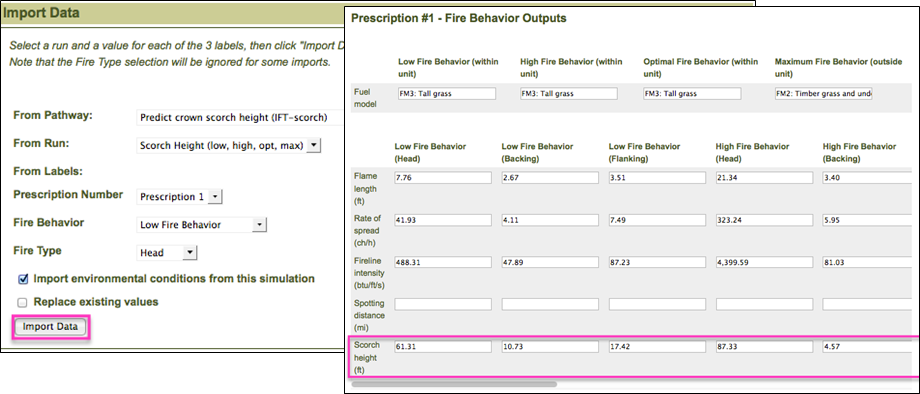 Import Data
Select a run and a value for each of the 3 labels, then click "Import D
Note that the Fire Type selection will be ignored for some imports.
From Pathway: Predict crown scorch height (IFT-scorch)
From Run: Scorch Height (low, high, opt, max)
From Labels:
Prescription Number Prescription 1
Fire Behavior Low Fire Behavior
Fire Type Head
Import environmental conditions from this simulation
Replace existing values
Import Data
Prescription #1 - Fire Behavior Outputs
Low Fire Behavior (within unit) High Fire Behavior (within unit) Optimal Fire Behavior (within unit) Maximum Fire Behavior (outside unit)
Fuel model FM3: Tall grass FM3: Tall grass FM3: Tall grass FM2: Timber grass and und
Low Fire Behavior (Head) Low Fire Behavior (Backing) Low Fire Behavior (Flanking) High Fire Behavior (Head) High Fire Behavior (Backing)
Flame length (ft) 7.76 2.67 3.51 21.34 3.40
Rate of spread (ch/h) 41.93 4.11 7.49 323.24 5.95
Fireline intensity (btu/ft/s) 488.31 47.89 87.23 4,399.59 81.03
Spotting distance (mi)
Scorch height (ft) 61.31 10.73 17.42 87.33 4.57